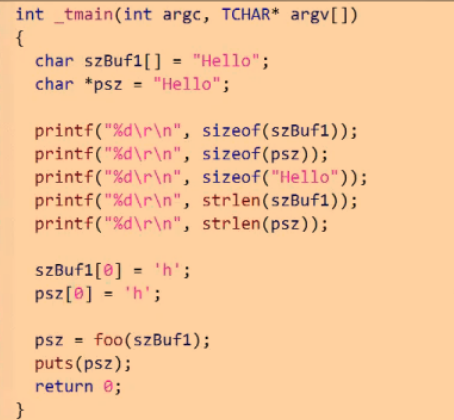 int _tmain(int argc, TCHAR* argv[])
{
  char szBuf1[] = "Hello";
  char *psz = "Hello";

  printf("%d\r\n", sizeof(szBuf1));
  printf("%d\r\n", sizeof(psz));
  printf("%d\r\n", sizeof("Hello"));
  printf("%d\r\n", strlen(szBuf1));
  printf("%d\r\n", strlen(psz));

  szBuf1[0] = 'h';
  psz[0] = 'h';

  psz = foo(szBuf1);
  puts(psz);
  return 0;
}